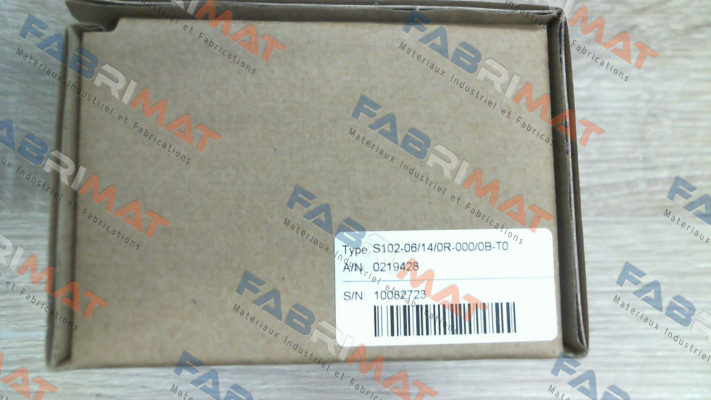 Type S102-06/14/0R-000/0B-T0
A/N 0219428
S/N: 10082723
FABRIMAT
Materiaux Industriel et Fabrications